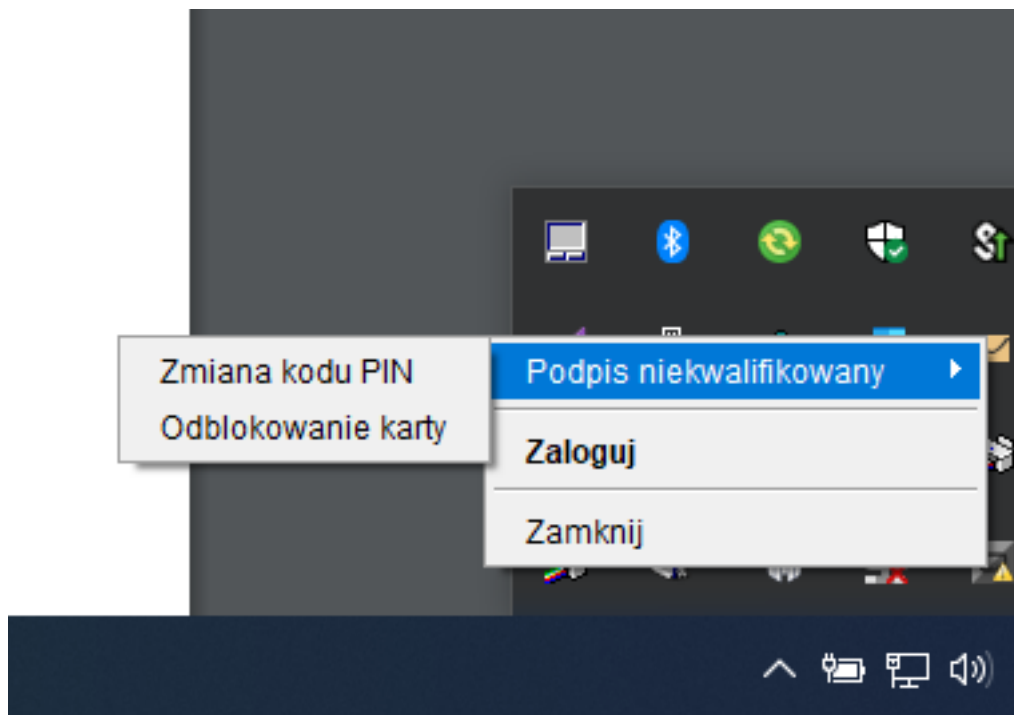 Zmiana kodu PIN
Odblokowanie karty
Podpis niekwalifikowany
Zaloguj
Zamknij